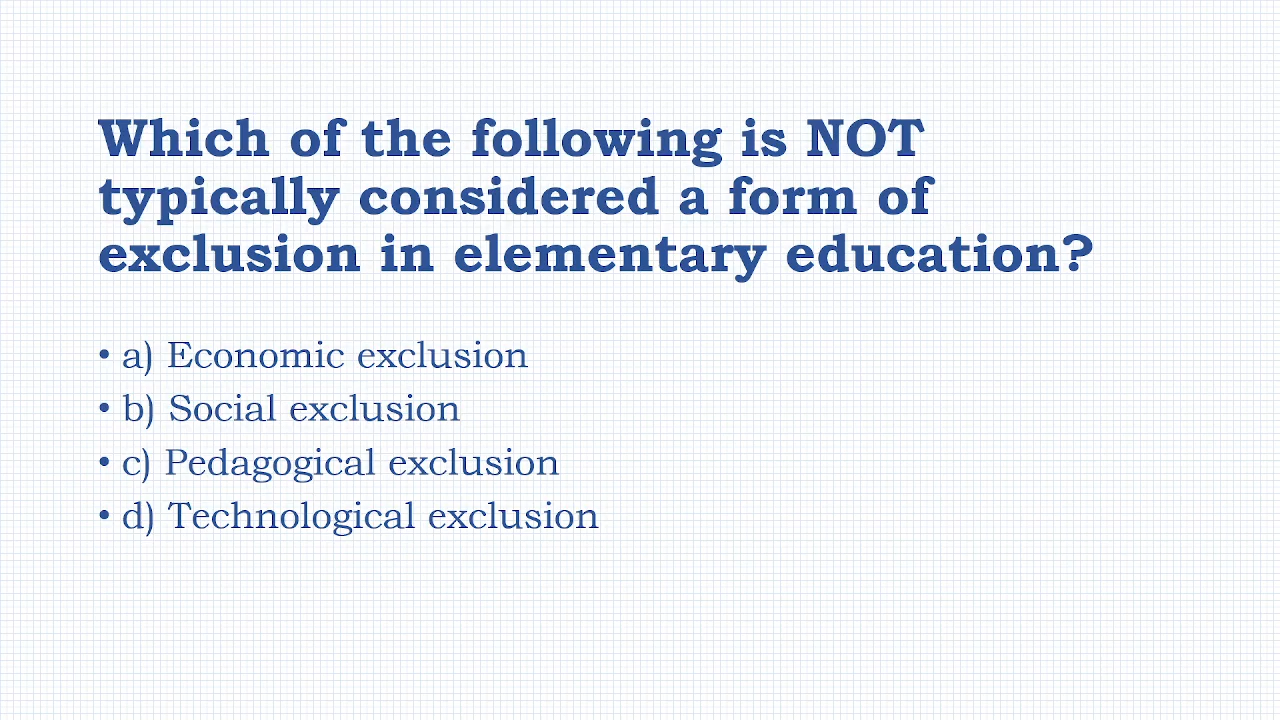 Which of the following is NOT
typically considered a form of
exclusion in elementary education?
• a) Economic exclusion
• b) Social exclusion
• c) Pedagogical exclusion
• d) Technological exclusion